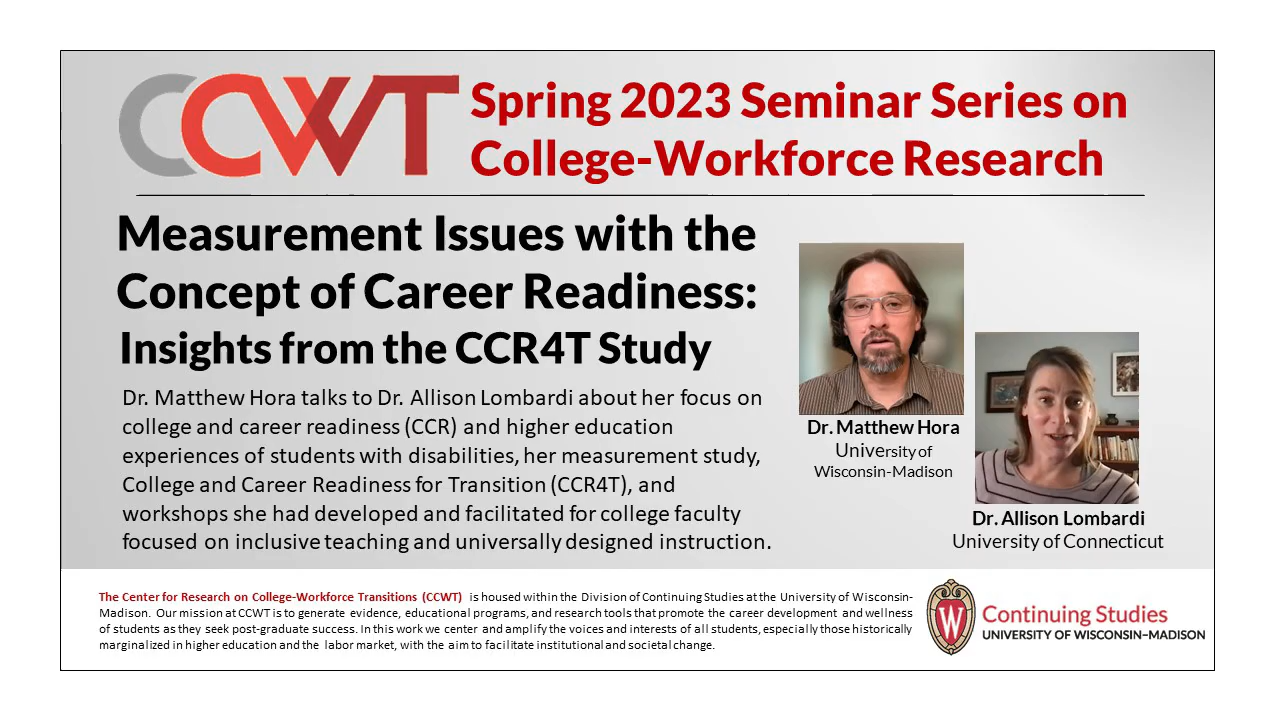 CCWT
Spring 2023 Seminar Series on
College-Workforce Research
Measurement Issues with the
Concept of Career Readiness:
Insights from the CCR4T Study
Dr. Matthew Hora talks to Dr. Allison Lombardi about her focus on
college and career readiness (CCR) and higher education
experiences of students with disabilities, her measurement study,
College and Career Readiness for Transition (CCR4T), and
workshops she had developed and facilitated for college faculty
focused on inclusive teaching and universally designed instruction.
Dr. Matthew Hora
University of
Wisconsin-Madison
Dr. Allison Lombardi
University of Connecticut
The Center for Research on College-Workforce Transitions (CCWT) is housed within the Division of Continuing Studies at the University of Wisconsin-
Madison. Our mission at CCWT is to generate evidence, educational programs, and research tools that promote the career development and wellness
of students as they seek post-graduate success. In this work we center and amplify the voices and interests of all students, especially those historically
marginalized in higher education and the labor market, with the aim to facilitate institutional and societal change.
W
Continuing Studies
UNIVERSITY OF WISCONSIN–MADISON